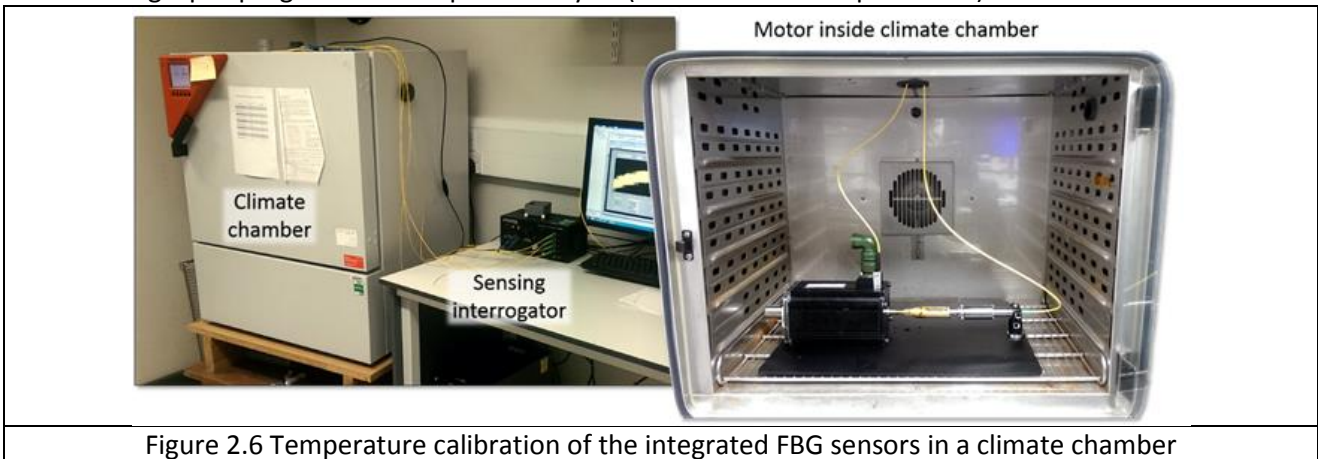 Motor inside climate chamber
Climate
chamber
Sensing
interrogator
Figure 2.6 Temperature calibration of the integrated FBG sensors in a climate chamber